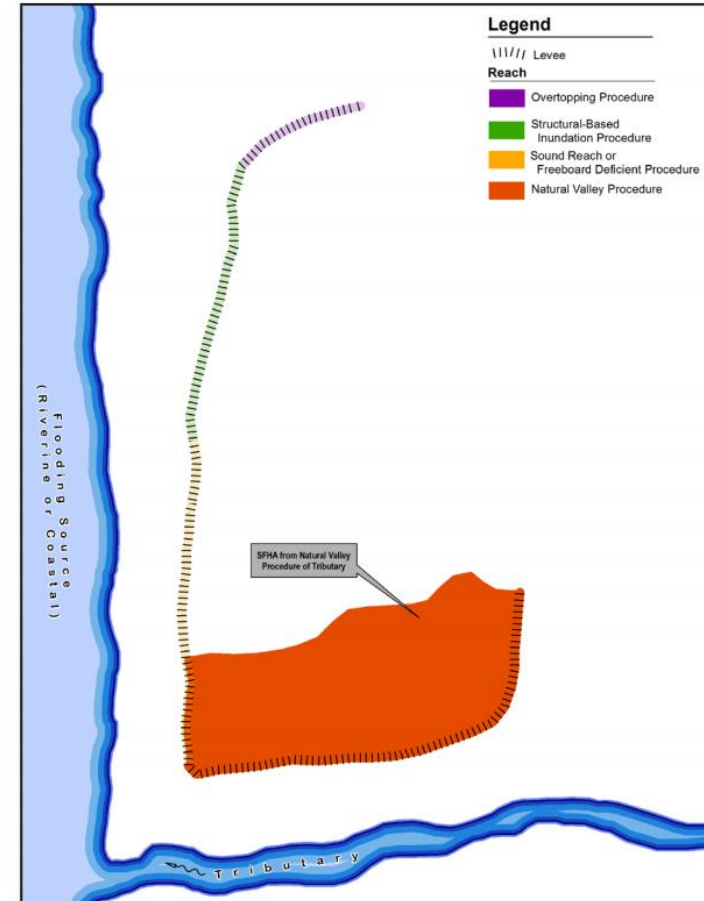 Legend
Levee
Reach
Overtopping Procedure
Structural-Based
Inundation Procedure
Sound Reach or
Freeboard Deficient Procedure
Natural Valley Procedure
Flooding Source
(Riverine or Coastal)
SFHA from Natural Valley
Procedure of Tributary
Tributary